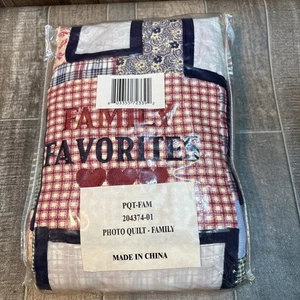 FAMILY
FAVORITES
PQT-FAM
204374-01
PHOTO QUILT - FAMILY
MADE IN CHINA